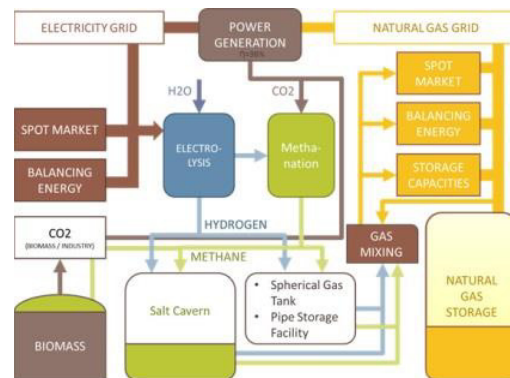 ELECTRICITY GRID
POWER
GENERATION
NATURAL GAS GRID
H2O
CO2
SPOT
MARKET
SPOT MARKET
ELECTRO-
LYSIS
Metha-
nation
BALANCING
ENERGY
BALANCING
ENERGY
STORAGE
CAPACITIES
CO2
(BIOMASS / INDUSTRY)
HYDROGEN
METHANE
GAS
MIXING
Salt Cavern
• Spherical Gas
Tank
• Pipe Storage
Facility
NATURAL
GAS
STORAGE
BIOMASS